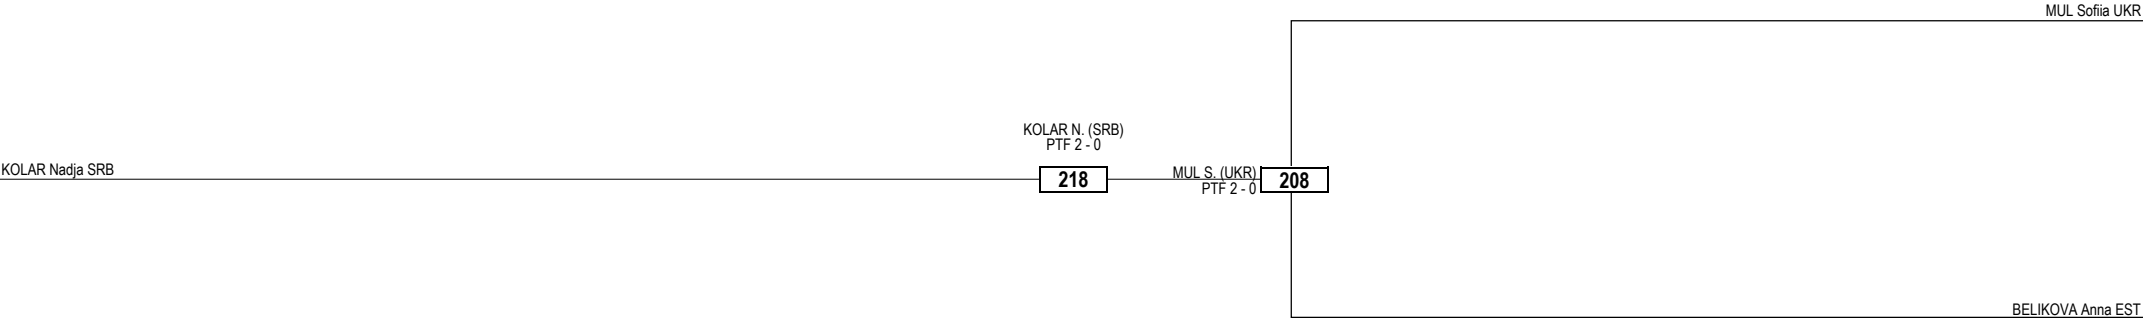 MUL Sofiia UKR
KOLAR N. (SRB)
PTF 2 - 0
KOLAR Nadja SRB
218
MUL S. (UKR)
PTF 2 - 0
208
BELIKOVA Anna EST